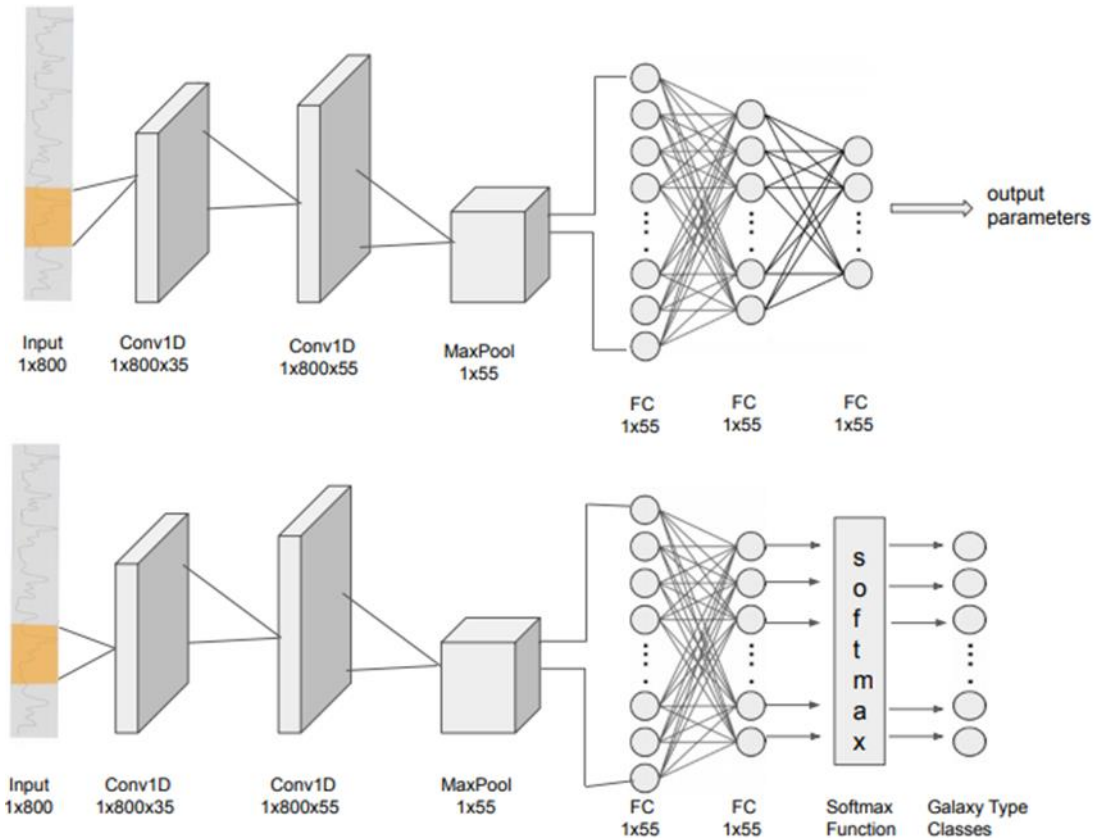 output
parameters
Input
1x800
Conv1D
1x800x35
Conv1D
1x800x55
MaxPool
1x55
FC
1x55
FC
1x55
FC
1x55
softmax
Input
1x800
Conv1D
1x800x35
Conv1D
1x800x55
MaxPool
1x55
FC
1x55
FC
1x55
Softmax
Function
Galaxy Type
Classes